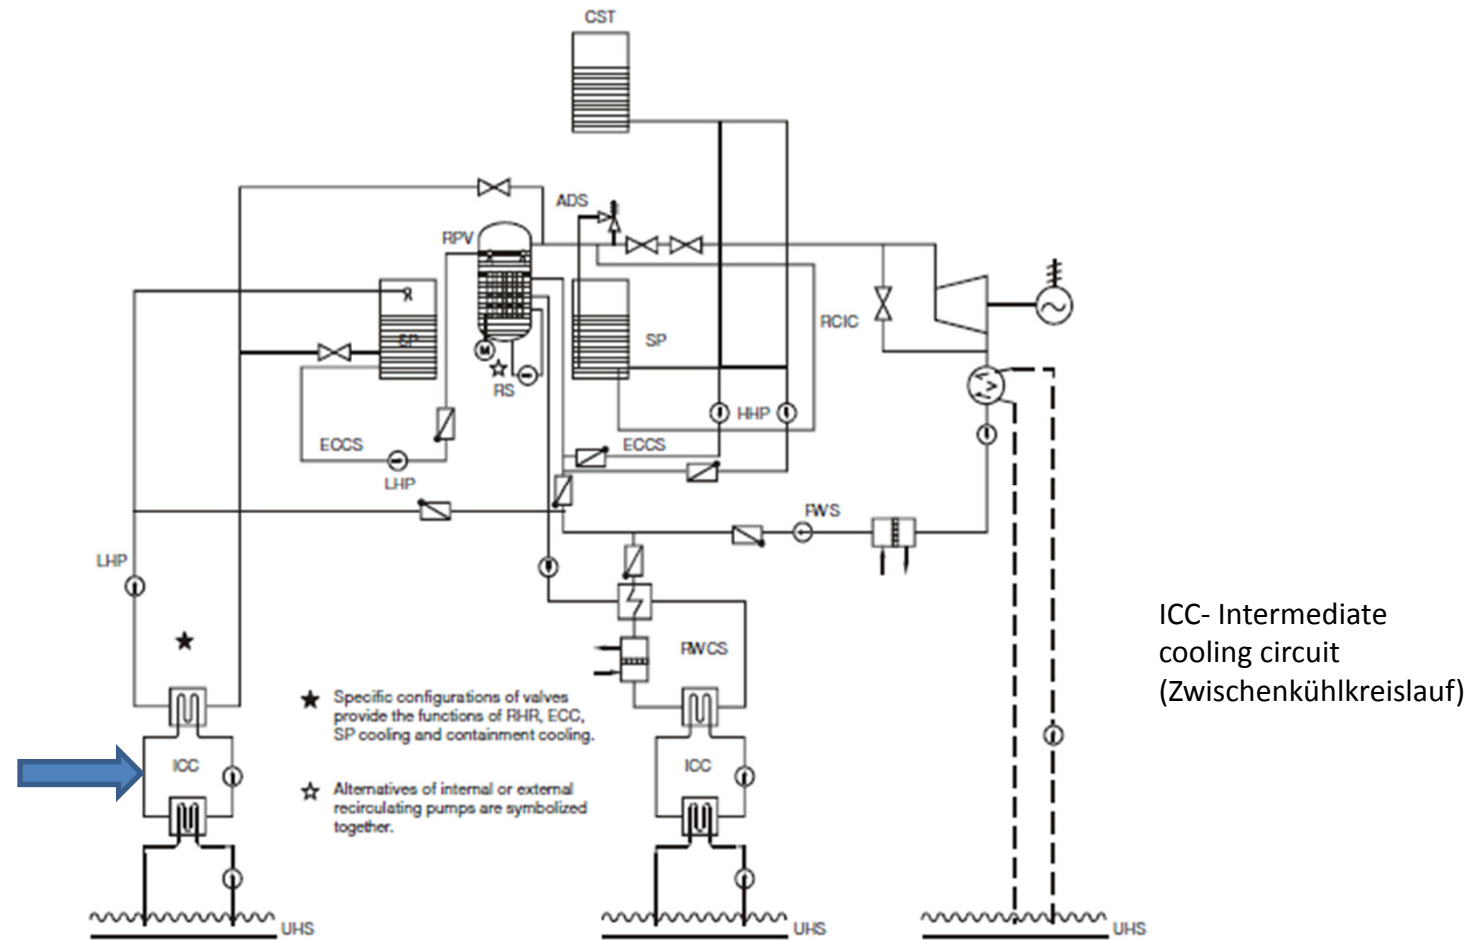 CST
ADS
RPV
RCIC
SP
SP
RS
HHP
ECCS
ECCS
LHP
FWS
LHP
RWCS
Specific configurations of valves
provide the functions of RHR, ECC,
SP cooling and containment cooling.
ICC
ICC
Alternatives of internal or external
recirculating pumps are symbolized
together.
UHS
UHS
UHS
M
ICC- Intermediate
cooling circuit
(Zwischenkühlkreislauf)